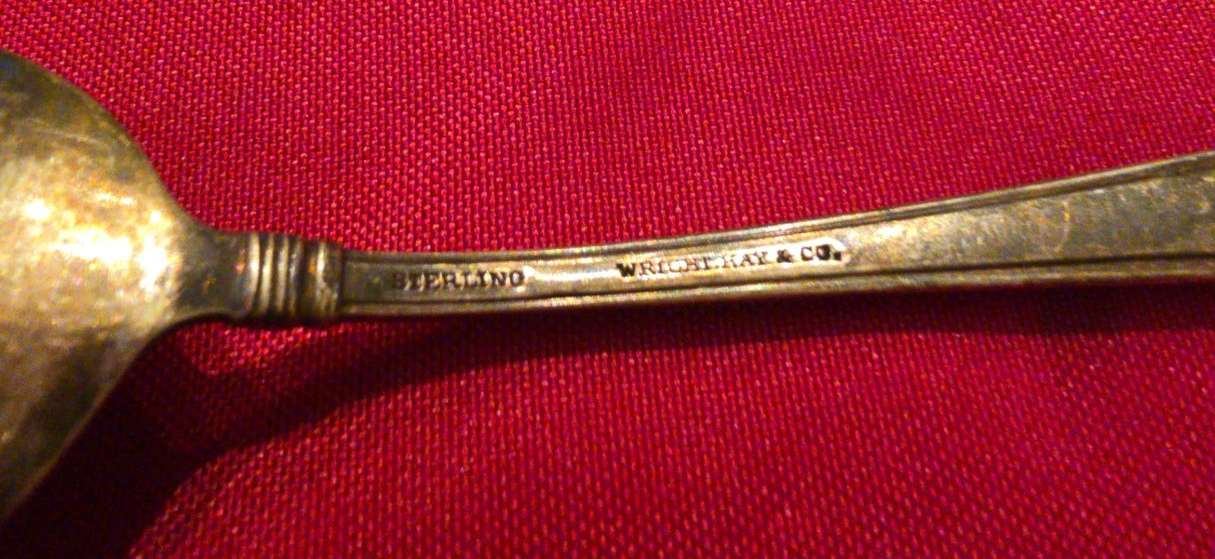 STERLING
WRIGHT.KAY & CO.